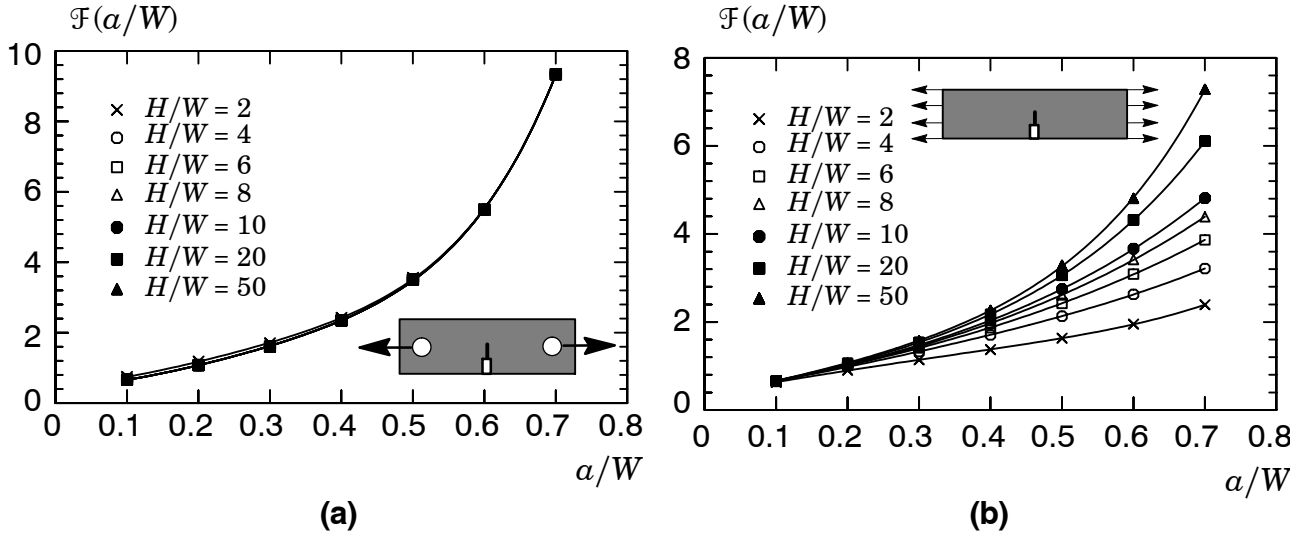 ℱ(a/W)
10
8
6
4
2
0
H/W = 2
H/W = 4
H/W = 6
H/W = 8
H/W = 10
H/W = 20
H/W = 50
0 0.1 0.2 0.3 0.4 0.5 0.6 0.7 0.8
a/W
(a)
ℱ(a/W)
8
6
4
2
0
H/W = 2
H/W = 4
H/W = 6
H/W = 8
H/W = 10
H/W = 20
H/W = 50
0 0.1 0.2 0.3 0.4 0.5 0.6 0.7 0.8
a/W
(b)